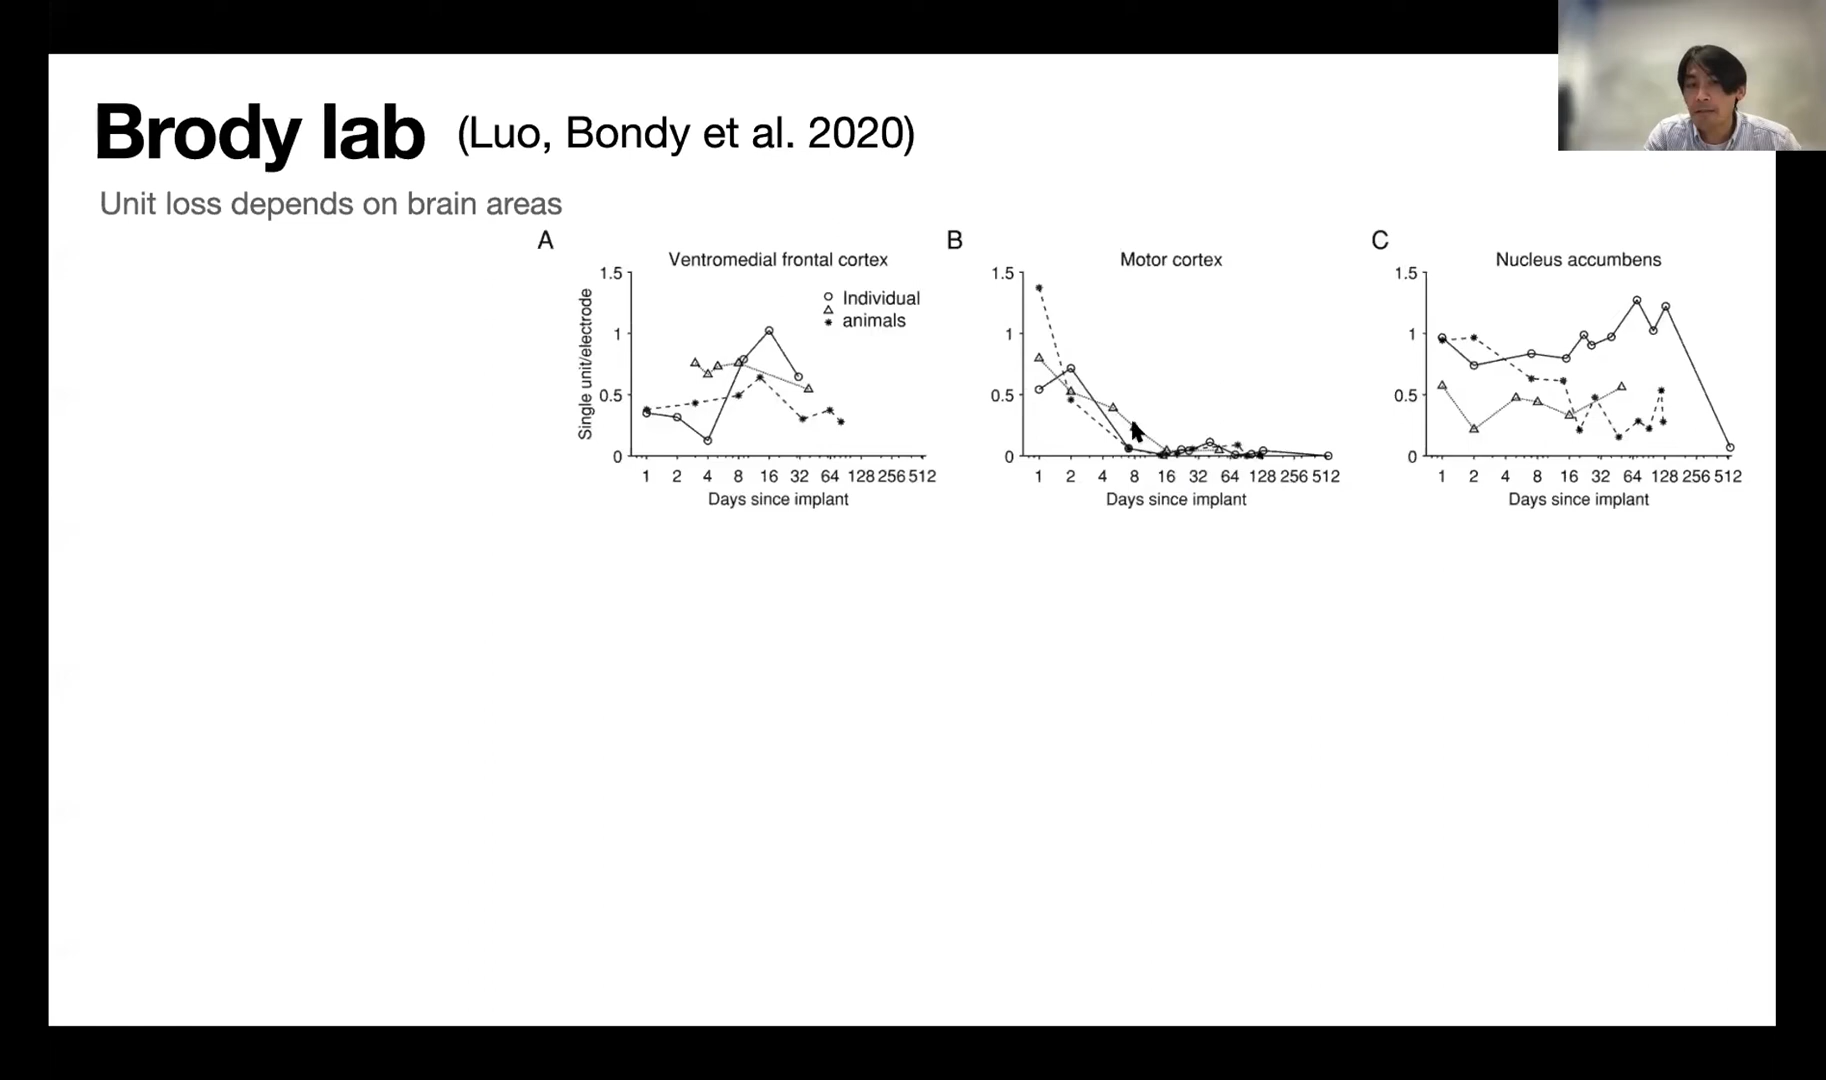 Brody lab (Luo, Bondy et al. 2020)
Unit loss depends on brain areas
A
Ventromedial frontal cortex
Single unit/electrode
1.5
1
0.5
0
Individual
animals
1 2 4 8 16 32 64 128 256 512
Days since implant
B
Motor cortex
1.5
1
0.5
0
1 2 4 8 16 32 64 128 256 512
Days since implant
C
Nucleus accumbens
1.5
1
0.5
0
1 2 4 8 16 32 64 128 256 512
Days since implant